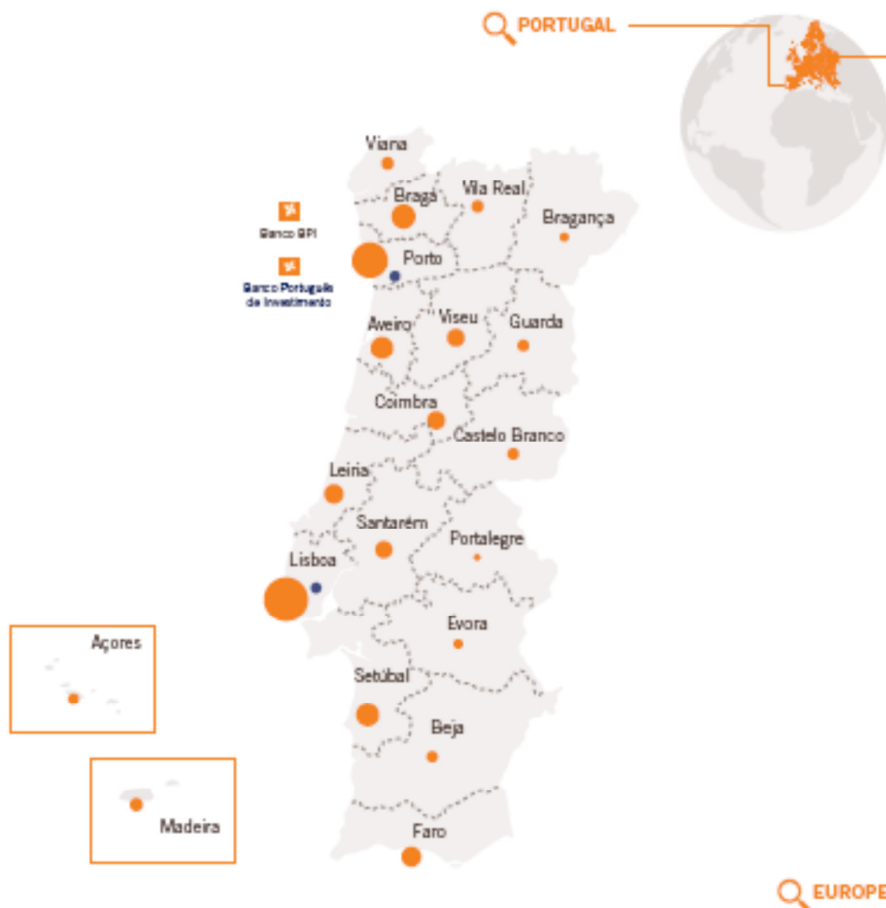 PORTUGAL
Viana
Braga
Vila Real
Bragança
Banco BPI
Porto
Banco Português
de Investimento
Aveiro
Viseu
Guarda
Coimbra
Castelo Branco
Leiria
Santarém
Portalegre
Lisboa
Évora
Açores
Setúbal
Beja
Madeira
Faro
EUROPE